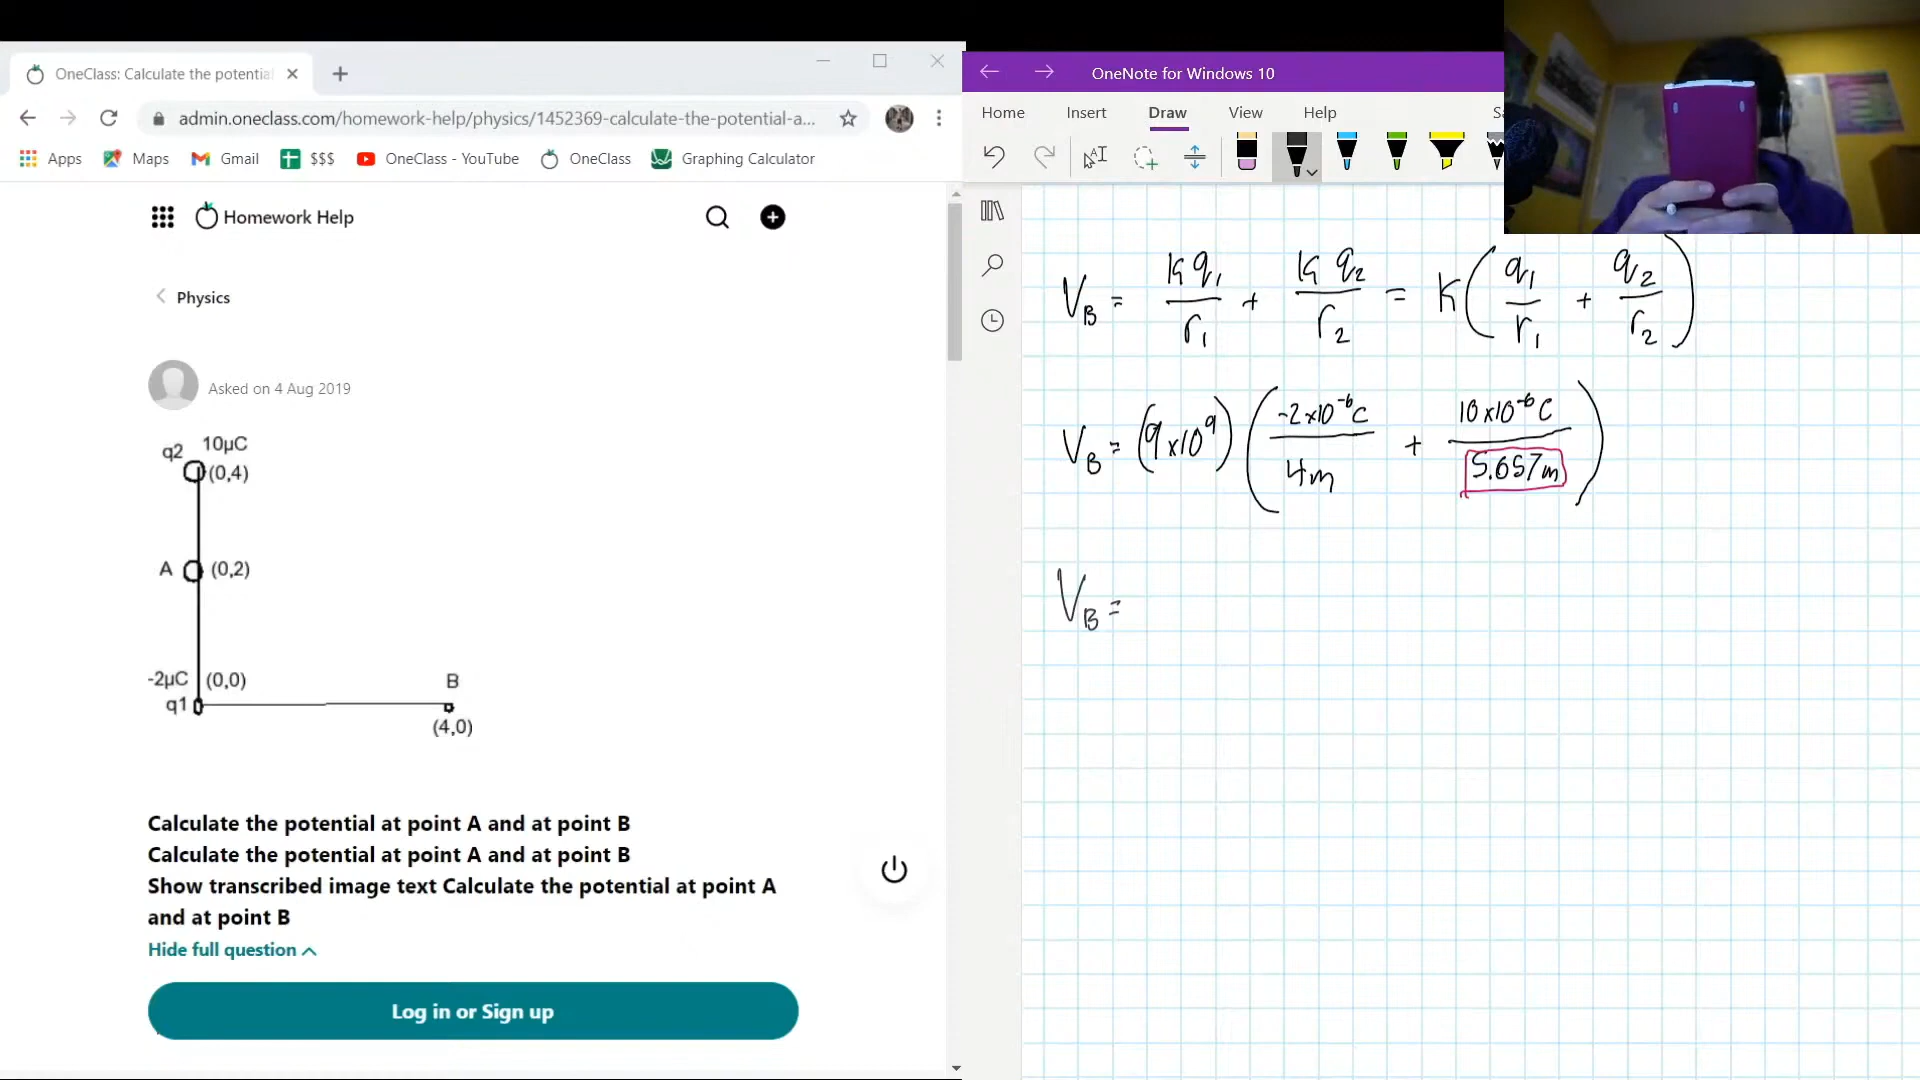 OneClass: Calculate the potential
admin.oneclass.com/homework-help/physics/1452369-calculate-the-potential-a...
Apps Maps Gmail $$$ OneClass - YouTube OneClass Graphing Calculator
Homework Help
Physics
Asked on 4 Aug 2019
q2 10µC
(0,4)
A (0,2)
-2µC (0,0)
q1
B
(4,0)
Calculate the potential at point A and at point B
Calculate the potential at point A and at point B
Show transcribed image text Calculate the potential at point A
and at point B
Hide full question
Log in or Sign up
OneNote for Windows 10
Home Insert Draw View Help
V_B = kq₁/r₁ + kq₂/r₂ = K(q₁/r₁ + q₂/r₂)
V_B = (9x10⁹)(-2x10⁻⁶C/4m + 10x10⁻⁶C/5.657m)
V_B =